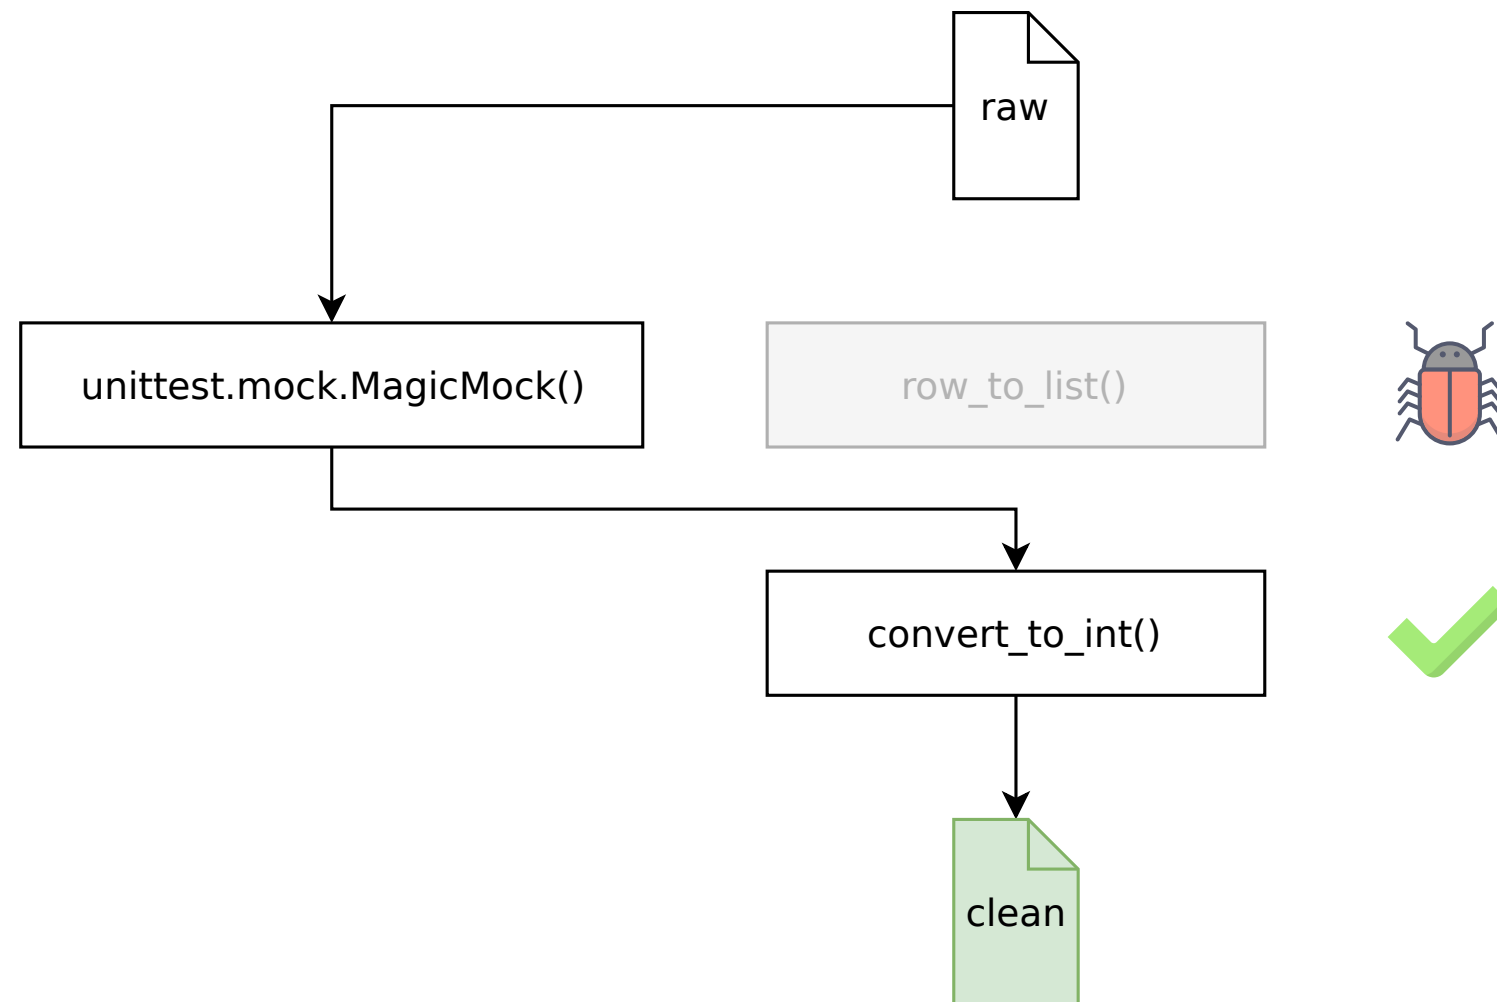 raw
unittest.mock.MagicMock()
row_to_list()
convert_to_int()
clean